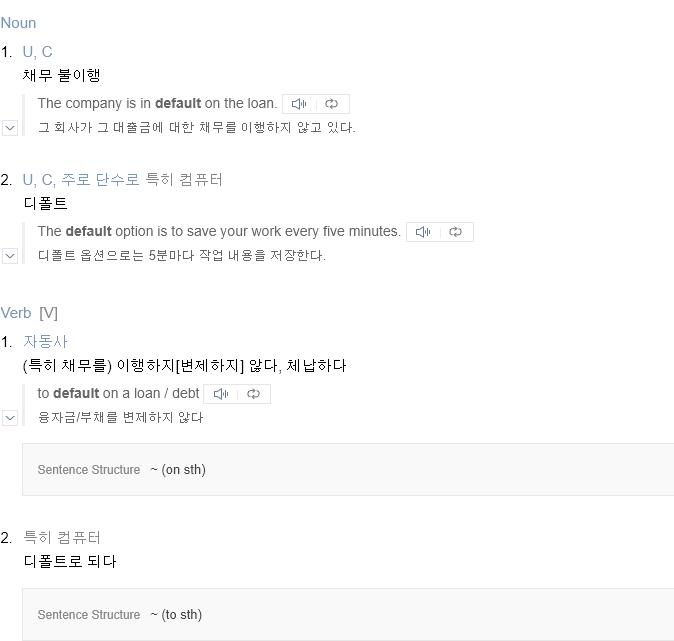 Noun
1. U, C
채무 불이행
The company is in default on the loan.
그 회사가 그 대출금에 대한 채무를 이행하지 않고 있다.
2. U, C, 주로 단수로 특히 컴퓨터
디폴트
The default option is to save your work every five minutes.
디폴트 옵션으로는 5분마다 작업 내용을 저장한다.
Verb [V]
1. 자동사
(특히 채무를) 이행하지[변제하지] 않다, 체납하다
to default on a loan / debt
융자금/부채를 변제하지 않다
Sentence Structure ~ (on sth)
2. 특히 컴퓨터
디폴트로 되다
Sentence Structure ~ (to sth)